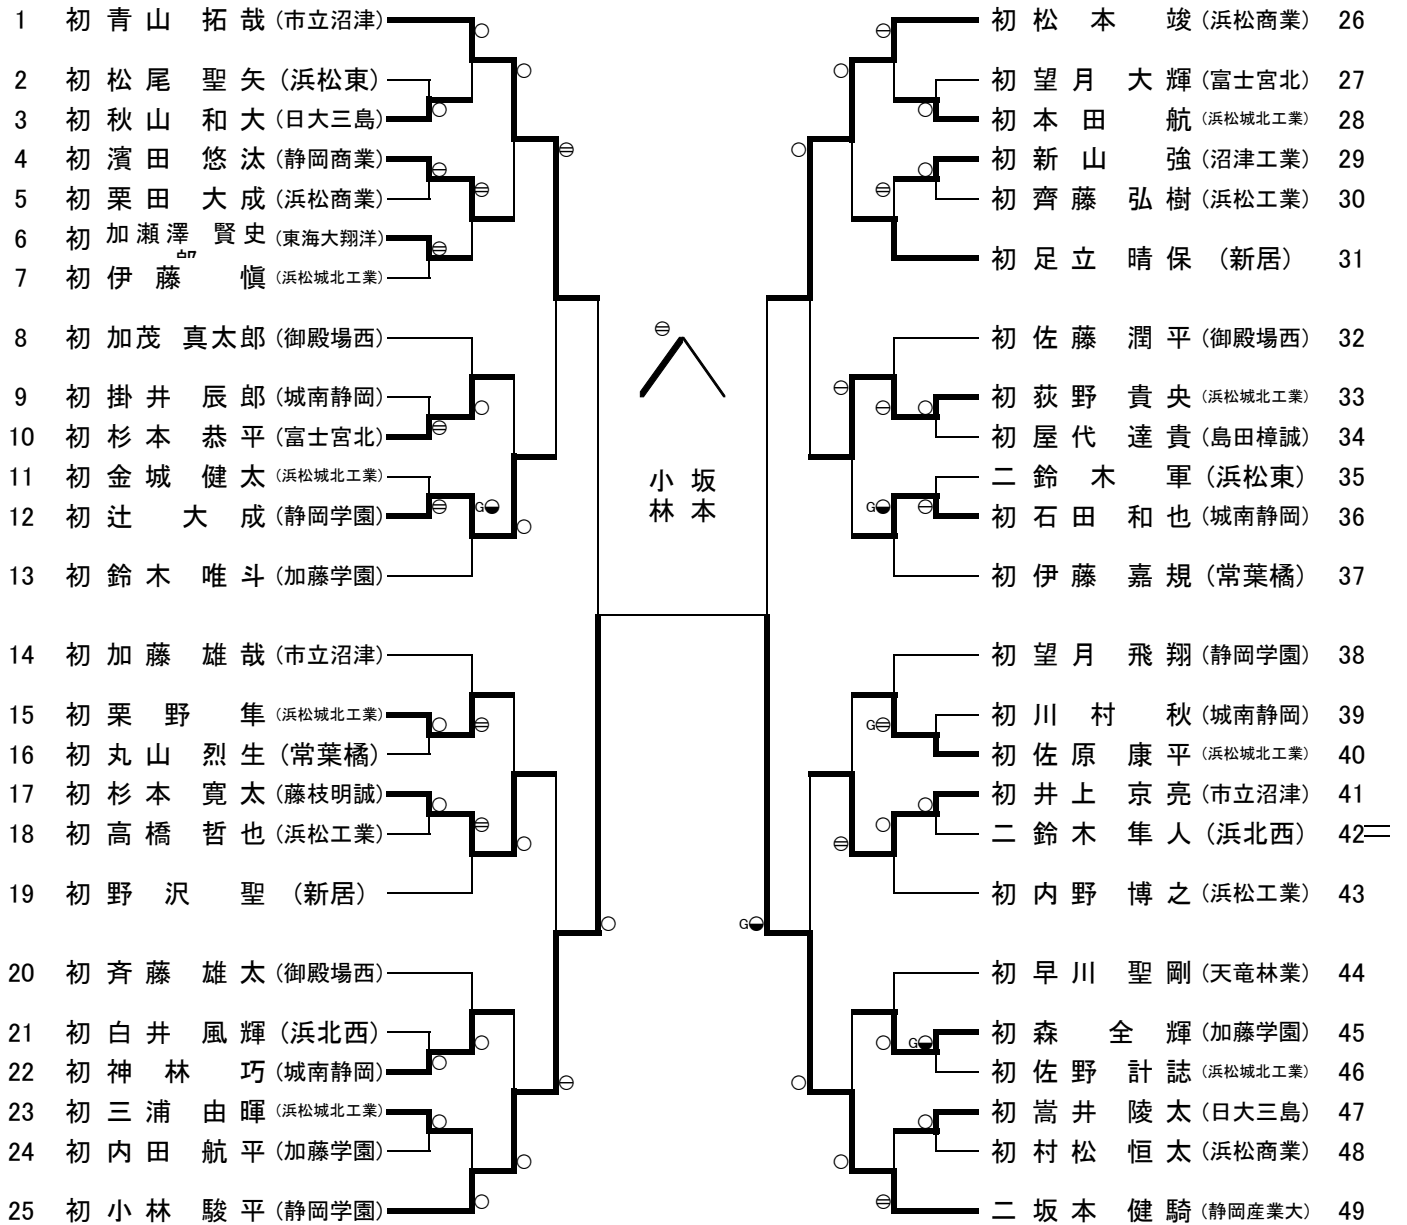 1 初 青山 拓哉 (市立沼津)
2 初 松尾 聖矢 (浜松東)
3 初 秋山 和大 (日大三島)
4 初 濱田 悠汰 (静岡商業)
5 初 栗田 大成 (浜松商業)
6 初 加瀬澤 賢史郎 (東海大翔洋)
7 初 伊藤 愼 (浜松城北工業)
8 初 加茂 真太郎 (御殿場西)
9 初 掛井 辰郎 (城南静岡)
10 初 杉本 恭平 (富士宮北)
11 初 金城 健太 (浜松城北工業)
12 初 辻 大成 (静岡学園)
13 初 鈴木 唯斗 (加藤学園)
14 初 加藤 雄哉 (市立沼津)
15 初 栗野 隼 (浜松城北工業)
16 初 丸山 烈生 (常葉橘)
17 初 杉本 寛太 (藤枝明誠)
18 初 高橋 哲也 (浜松工業)
19 初 野沢 聖 (新居)
20 初 斉藤 雄太 (御殿場西)
21 初 白井 風輝 (浜北西)
22 初 神林 巧 (城南静岡)
23 初 三浦 由暉 (浜松城北工業)
24 初 内田 航平 (加藤学園)
25 初 小林 駿平 (静岡学園)
G
小林
坂本
G
G
G
G
初 松本 竣 (浜松商業) 26
初 望月 大輝 (富士宮北) 27
初 本田 航 (浜松城北工業) 28
初 新山 強 (沼津工業) 29
初 齊藤 弘樹 (浜松工業) 30
初 足立 晴保 (新居) 31
初 佐藤 潤平 (御殿場西) 32
初 荻野 貴央 (浜松城北工業) 33
初 屋代 達貴 (島田樟誠) 34
二 鈴木 軍 (浜松東) 35
初 石田 和也 (城南静岡) 36
初 伊藤 嘉規 (常葉橘) 37
初 望月 飛翔 (静岡学園) 38
初 川村 秋 (城南静岡) 39
初 佐原 康平 (浜松城北工業) 40
初 井上 京亮 (市立沼津) 41
二 鈴木 隼人 (浜北西) 42
初 内野 博之 (浜松工業) 43
初 早川 聖剛 (天竜林業) 44
初 森 全輝 (加藤学園) 45
初 佐野 計誌 (浜松城北工業) 46
初 嵩井 陵太 (日大三島) 47
初 村松 恒太 (浜松商業) 48
二 坂本 健騎 (静岡産業大) 49